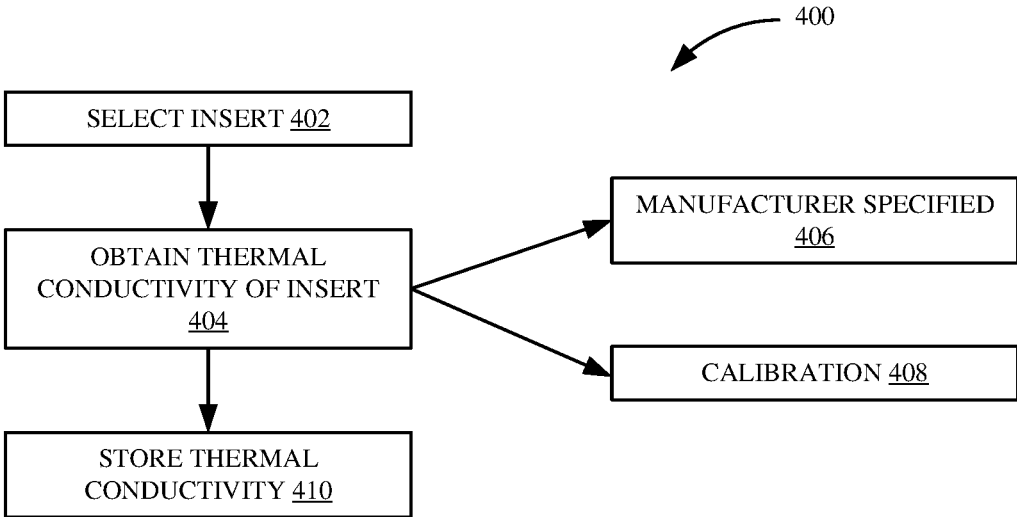 400
SELECT INSERT 402
OBTAIN THERMAL
CONDUCTIVITY OF INSERT
404
MANUFACTURER SPECIFIED
406
CALIBRATION 408
STORE THERMAL
CONDUCTIVITY 410